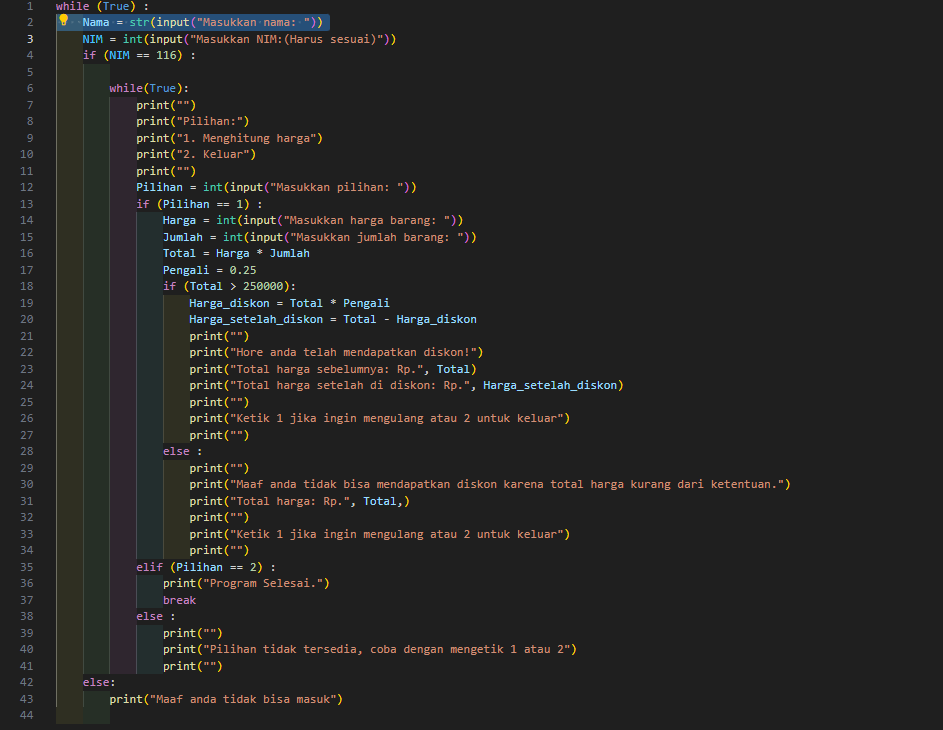 1 while (True) :
2 Nama = str(input("Masukkan nama: "))
3 NIM = int(input("Masukkan NIM:(Harus sesuai)"))
4 if (NIM == 116) :
5
6 while(True):
7 print("")
8 print("Pilihan:")
9 print("1. Menghitung harga")
10 print("2. Keluar")
11 print("")
12 Pilihan = int(input("Masukkan pilihan: "))
13 if (Pilihan == 1) :
14 Harga = int(input("Masukkan harga barang: "))
15 Jumlah = int(input("Masukkan jumlah barang: "))
16 Total = Harga * Jumlah
17 Pengali = 0.25
18 if (Total > 250000):
19 Harga_diskon = Total * Pengali
20 Harga_setelah_diskon = Total - Harga_diskon
21 print("")
22 print("Hore anda telah mendapatkan diskon!")
23 print("Total harga sebelumnya: Rp.", Total)
24 print("Total harga setelah di diskon: Rp.", Harga_setelah_diskon)
25 print("")
26 print("Ketik 1 jika ingin mengulang atau 2 untuk keluar")
27 print("")
28 else :
29 print("")
30 print("Maaf anda tidak bisa mendapatkan diskon karena total harga kurang dari ketentuan.")
31 print("Total harga: Rp.", Total,)
32 print("")
33 print("Ketik 1 jika ingin mengulang atau 2 untuk keluar")
34 print("")
35 elif (Pilihan == 2) :
36 print("Program Selesai.")
37 break
38 else :
39 print("")
40 print("Pilihan tidak tersedia, coba dengan mengetik 1 atau 2")
41 print("")
42 else:
43 print("Maaf anda tidak bisa masuk")
44